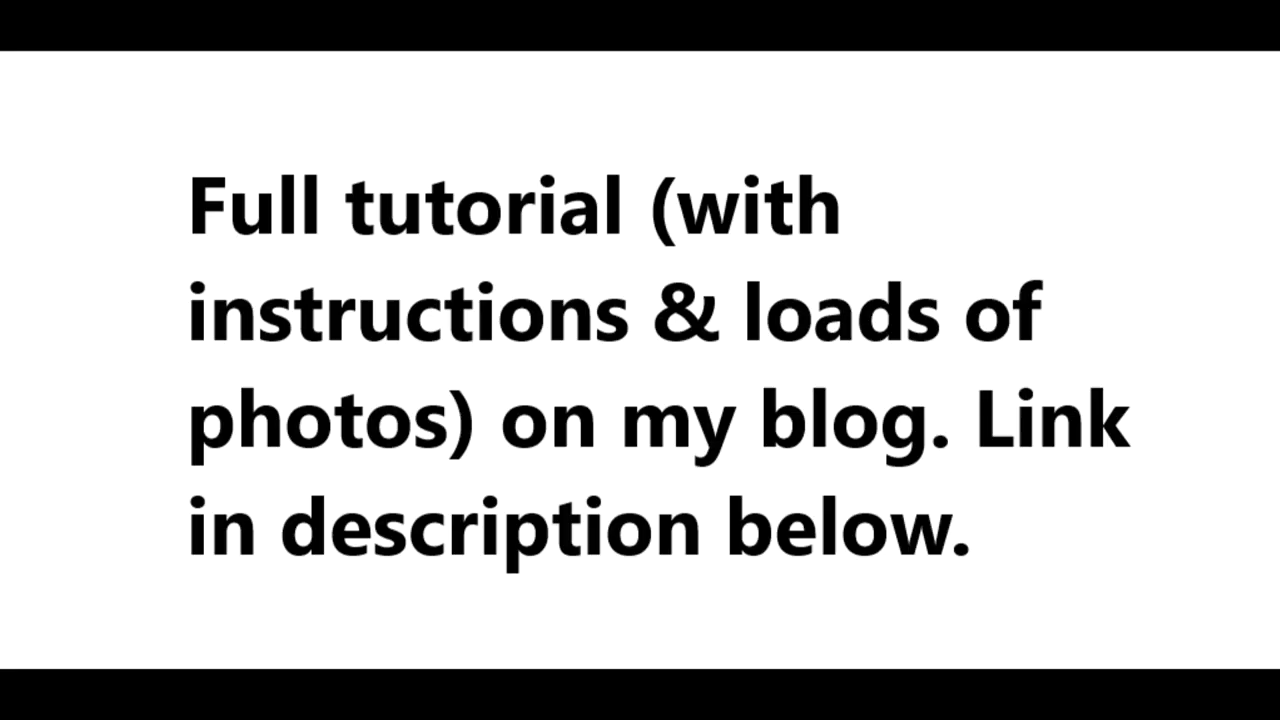 Full tutorial (with
instructions & loads of
photos) on my blog. Link
in description below.